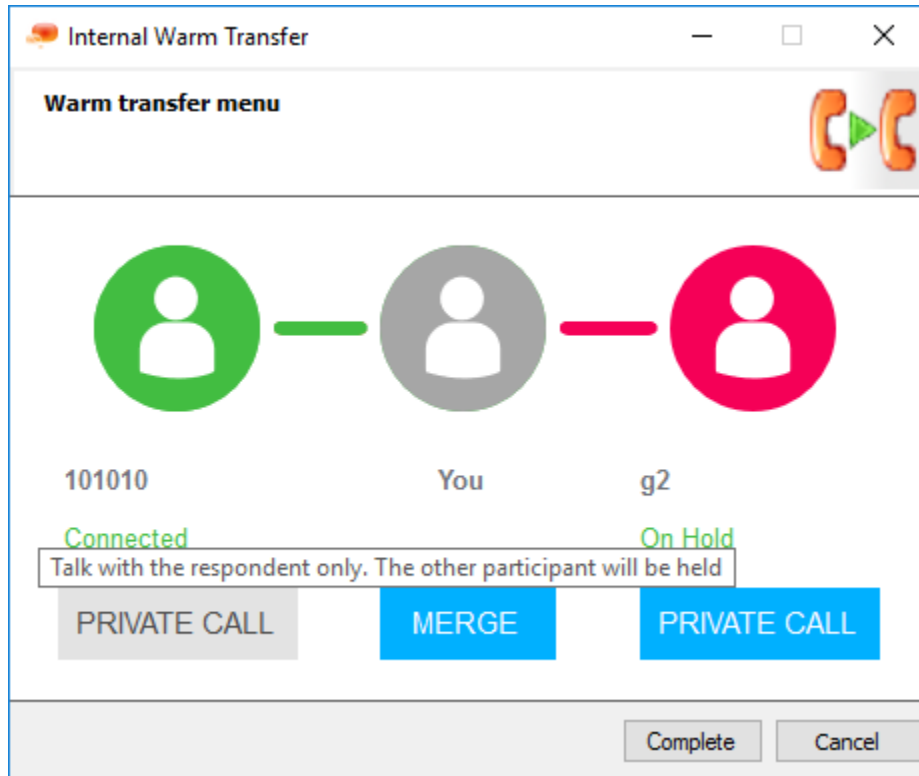 Internal Warm Transfer
Warm transfer menu
101010 You g2
Connected On Hold
Talk with the respondent only. The other participant will be held
PRIVATE CALL MERGE PRIVATE CALL
Complete Cancel